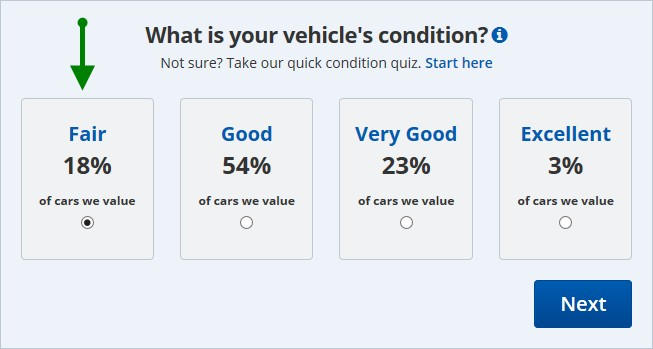 What is your vehicle's condition?
Not sure? Take our quick condition quiz. Start here
Fair
18%
of cars we value
Good
54%
of cars we value
Very Good
23%
of cars we value
Excellent
3%
of cars we value
Next